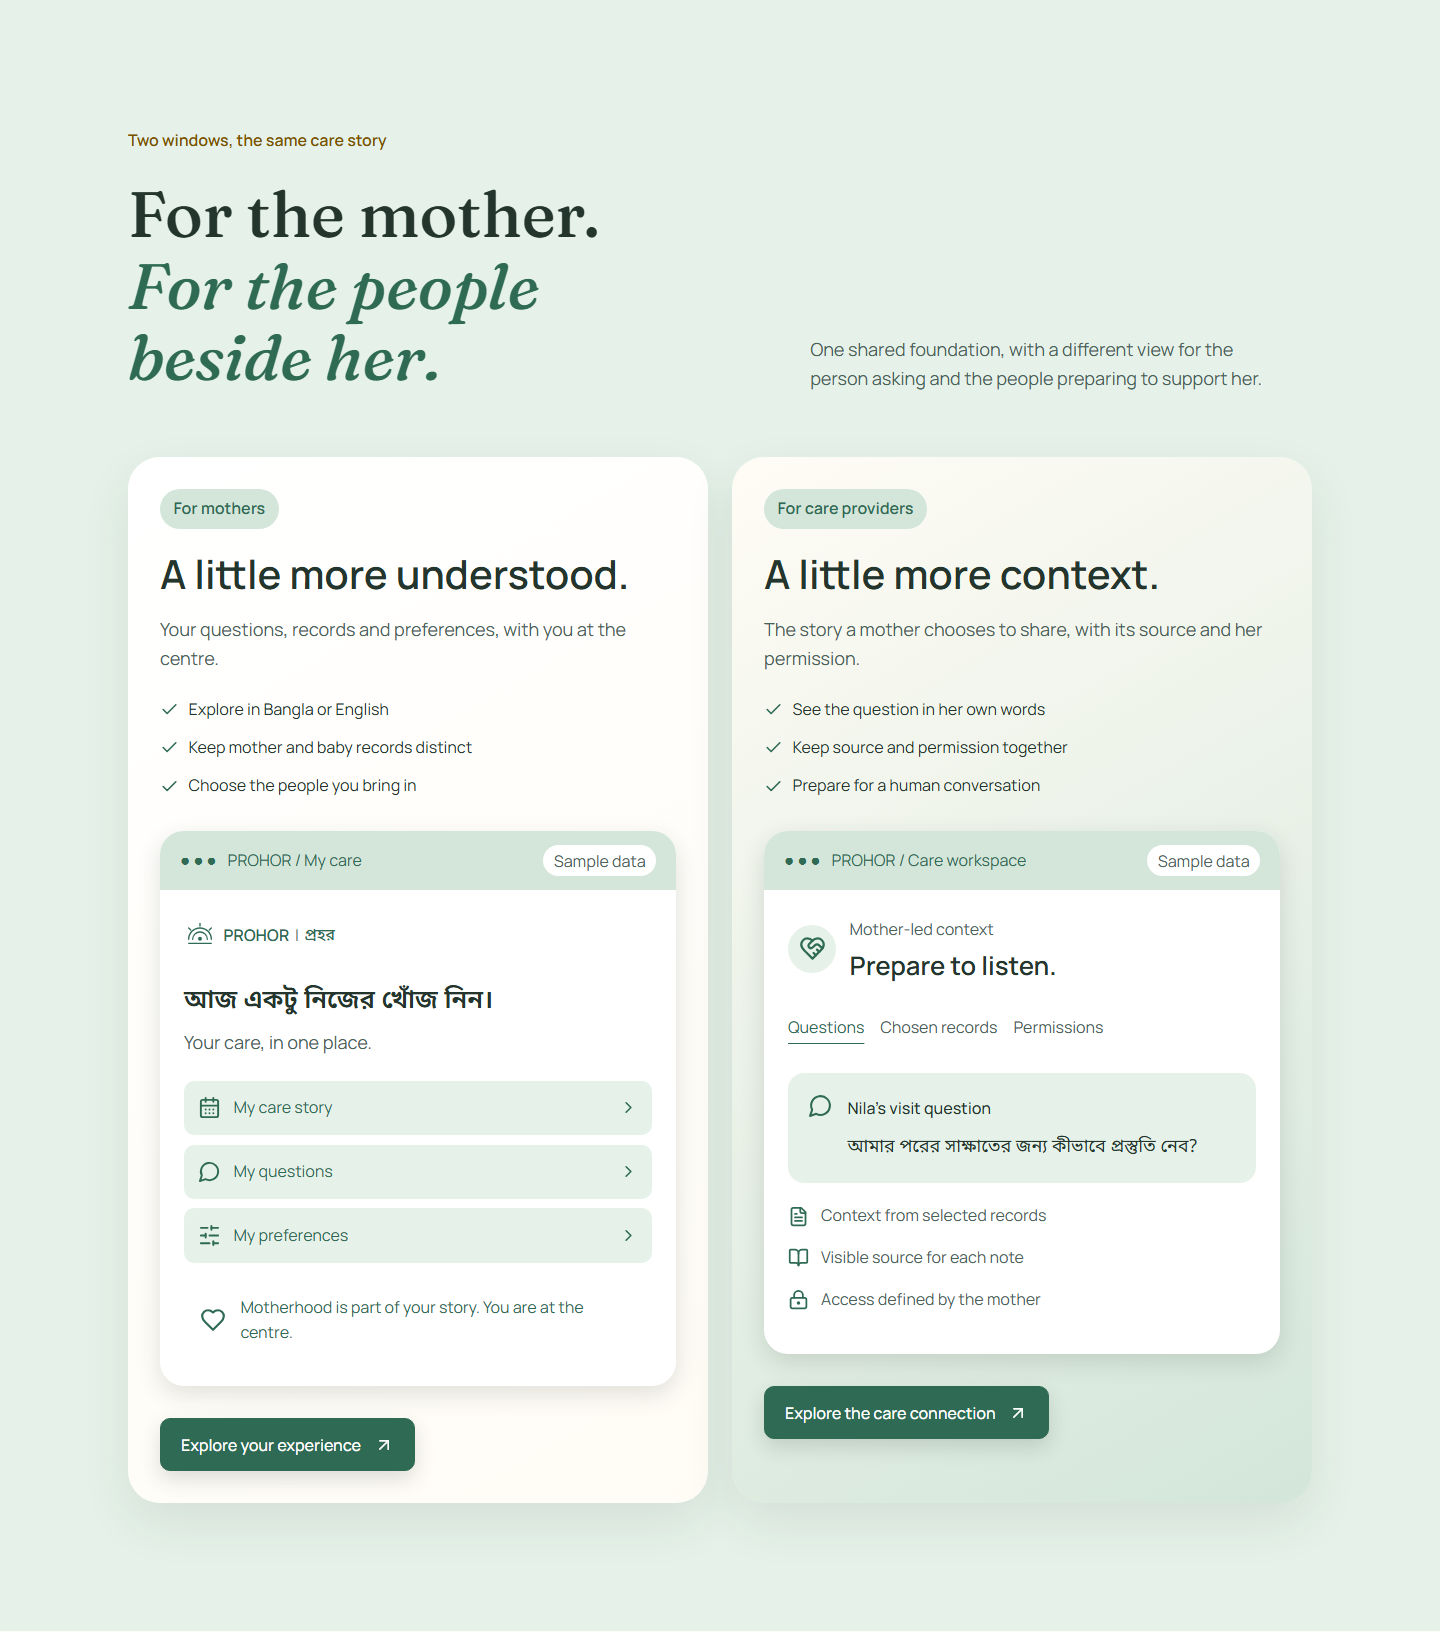 Two windows, the same care story
For the mother.
For the people
beside her.
One shared foundation, with a different view for the
person asking and the people preparing to support her.
For mothers
A little more understood.
Your questions, records and preferences, with you at the
centre.
Explore in Bangla or English
Keep mother and baby records distinct
Choose the people you bring in
PROHOR / My care
Sample data
PROHOR | প্রহর
আজ একটু নিজের খোঁজ নিন।
Your care, in one place.
My care story
My questions
My preferences
Motherhood is part of your story. You are at the
centre.
Explore your experience
For care providers
A little more context.
The story a mother chooses to share, with its source and her
permission.
See the question in her own words
Keep source and permission together
Prepare for a human conversation
PROHOR / Care workspace
Sample data
Mother-led context
Prepare to listen.
Questions Chosen records Permissions
Nila’s visit question
আমার পরের সাক্ষাতের জন্য কীভাবে প্রস্তুতি নেব?
Context from selected records
Visible source for each note
Access defined by the mother
Explore the care connection